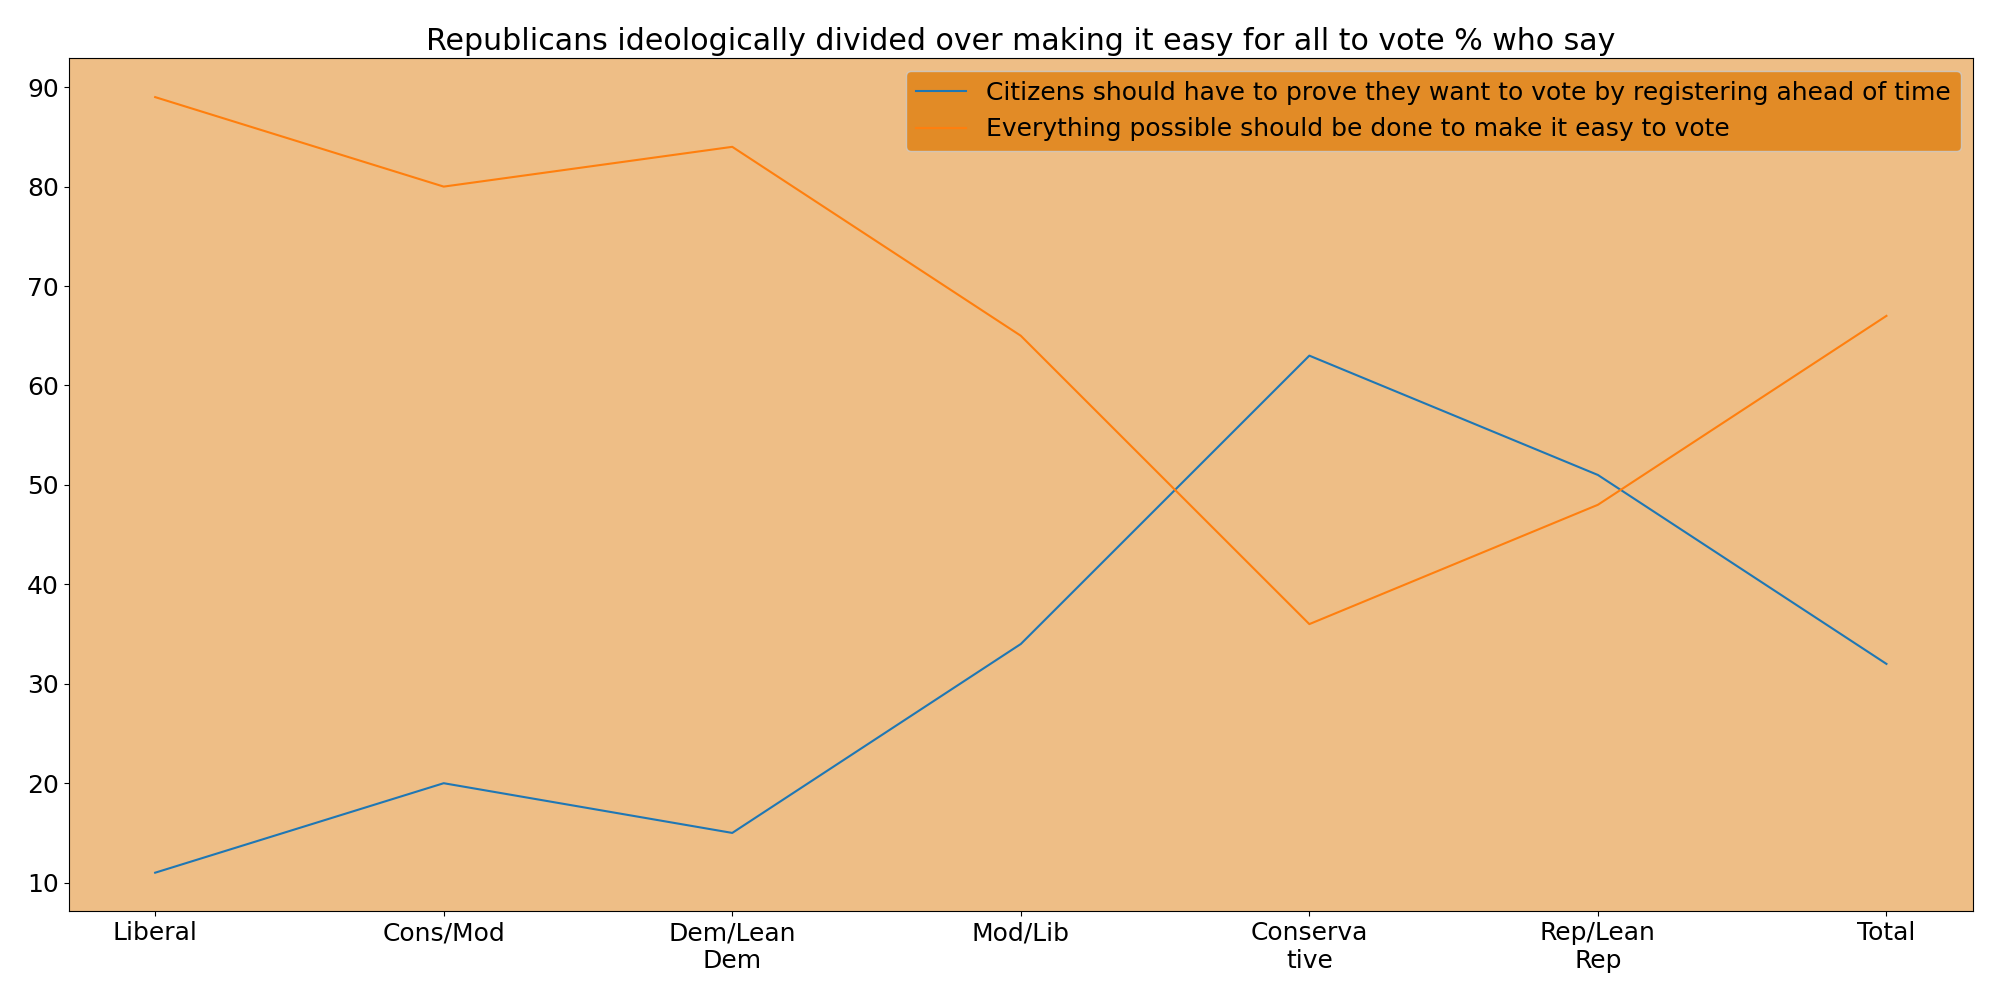 Republicans ideologically divided over making it easy for all to vote % who say
Citizens should have to prove they want to vote by registering ahead of time
Everything possible should be done to make it easy to vote
90
80
70
60
50
40
30
20
10
Liberal
Cons/Mod
Dem/Lean
Dem
Mod/Lib
Conserva
tive
Rep/Lean
Rep
Total